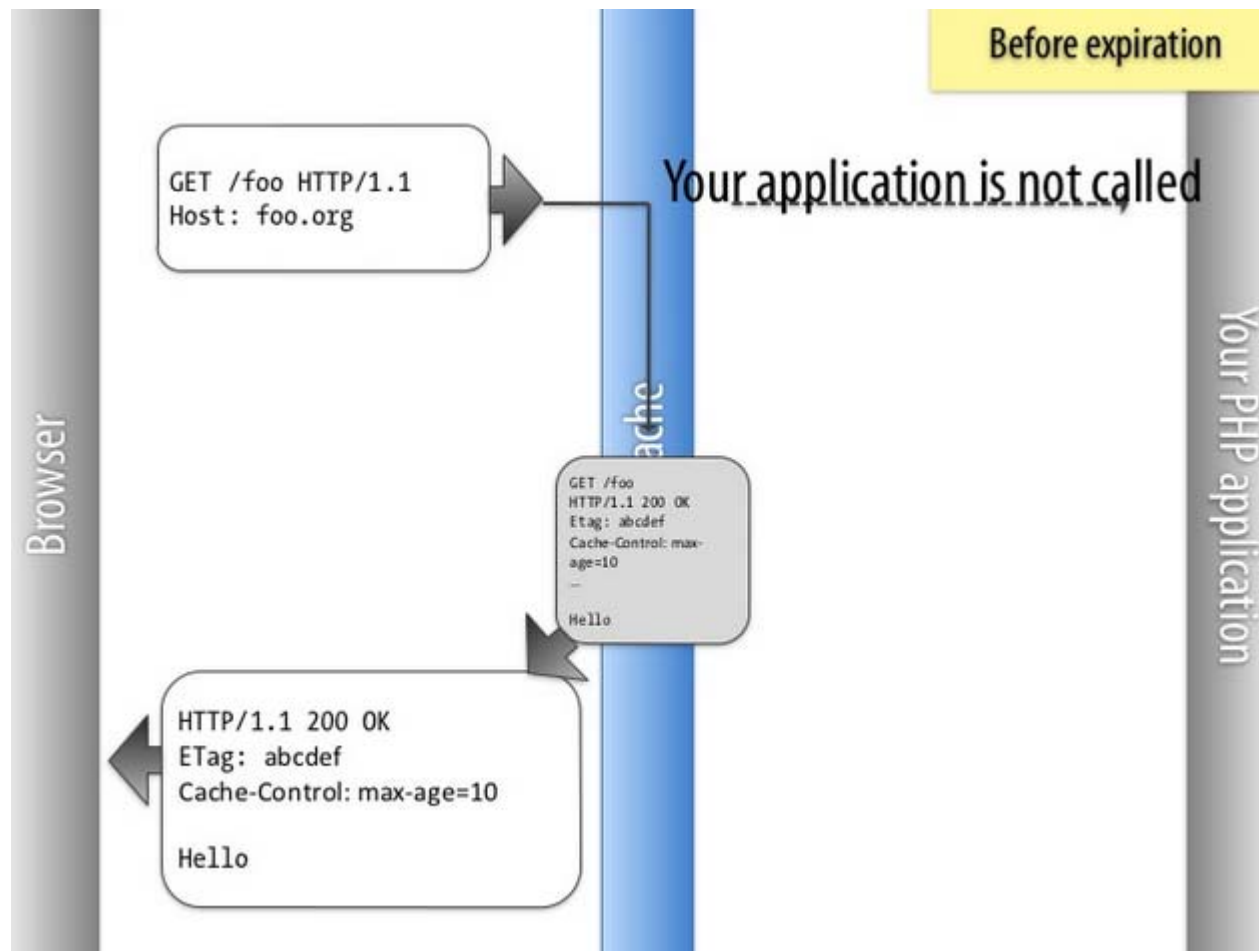 Before expiration
GET /foo HTTP/1.1
Host: foo.org
Your application is not called
Browser
ache
Your PHP application
GET /foo
HTTP/1.1 200 OK
Etag: abcdef
Cache-Control: max-
age=10
...
Hello
HTTP/1.1 200 OK
ETag: abcdef
Cache-Control: max-age=10
Hello